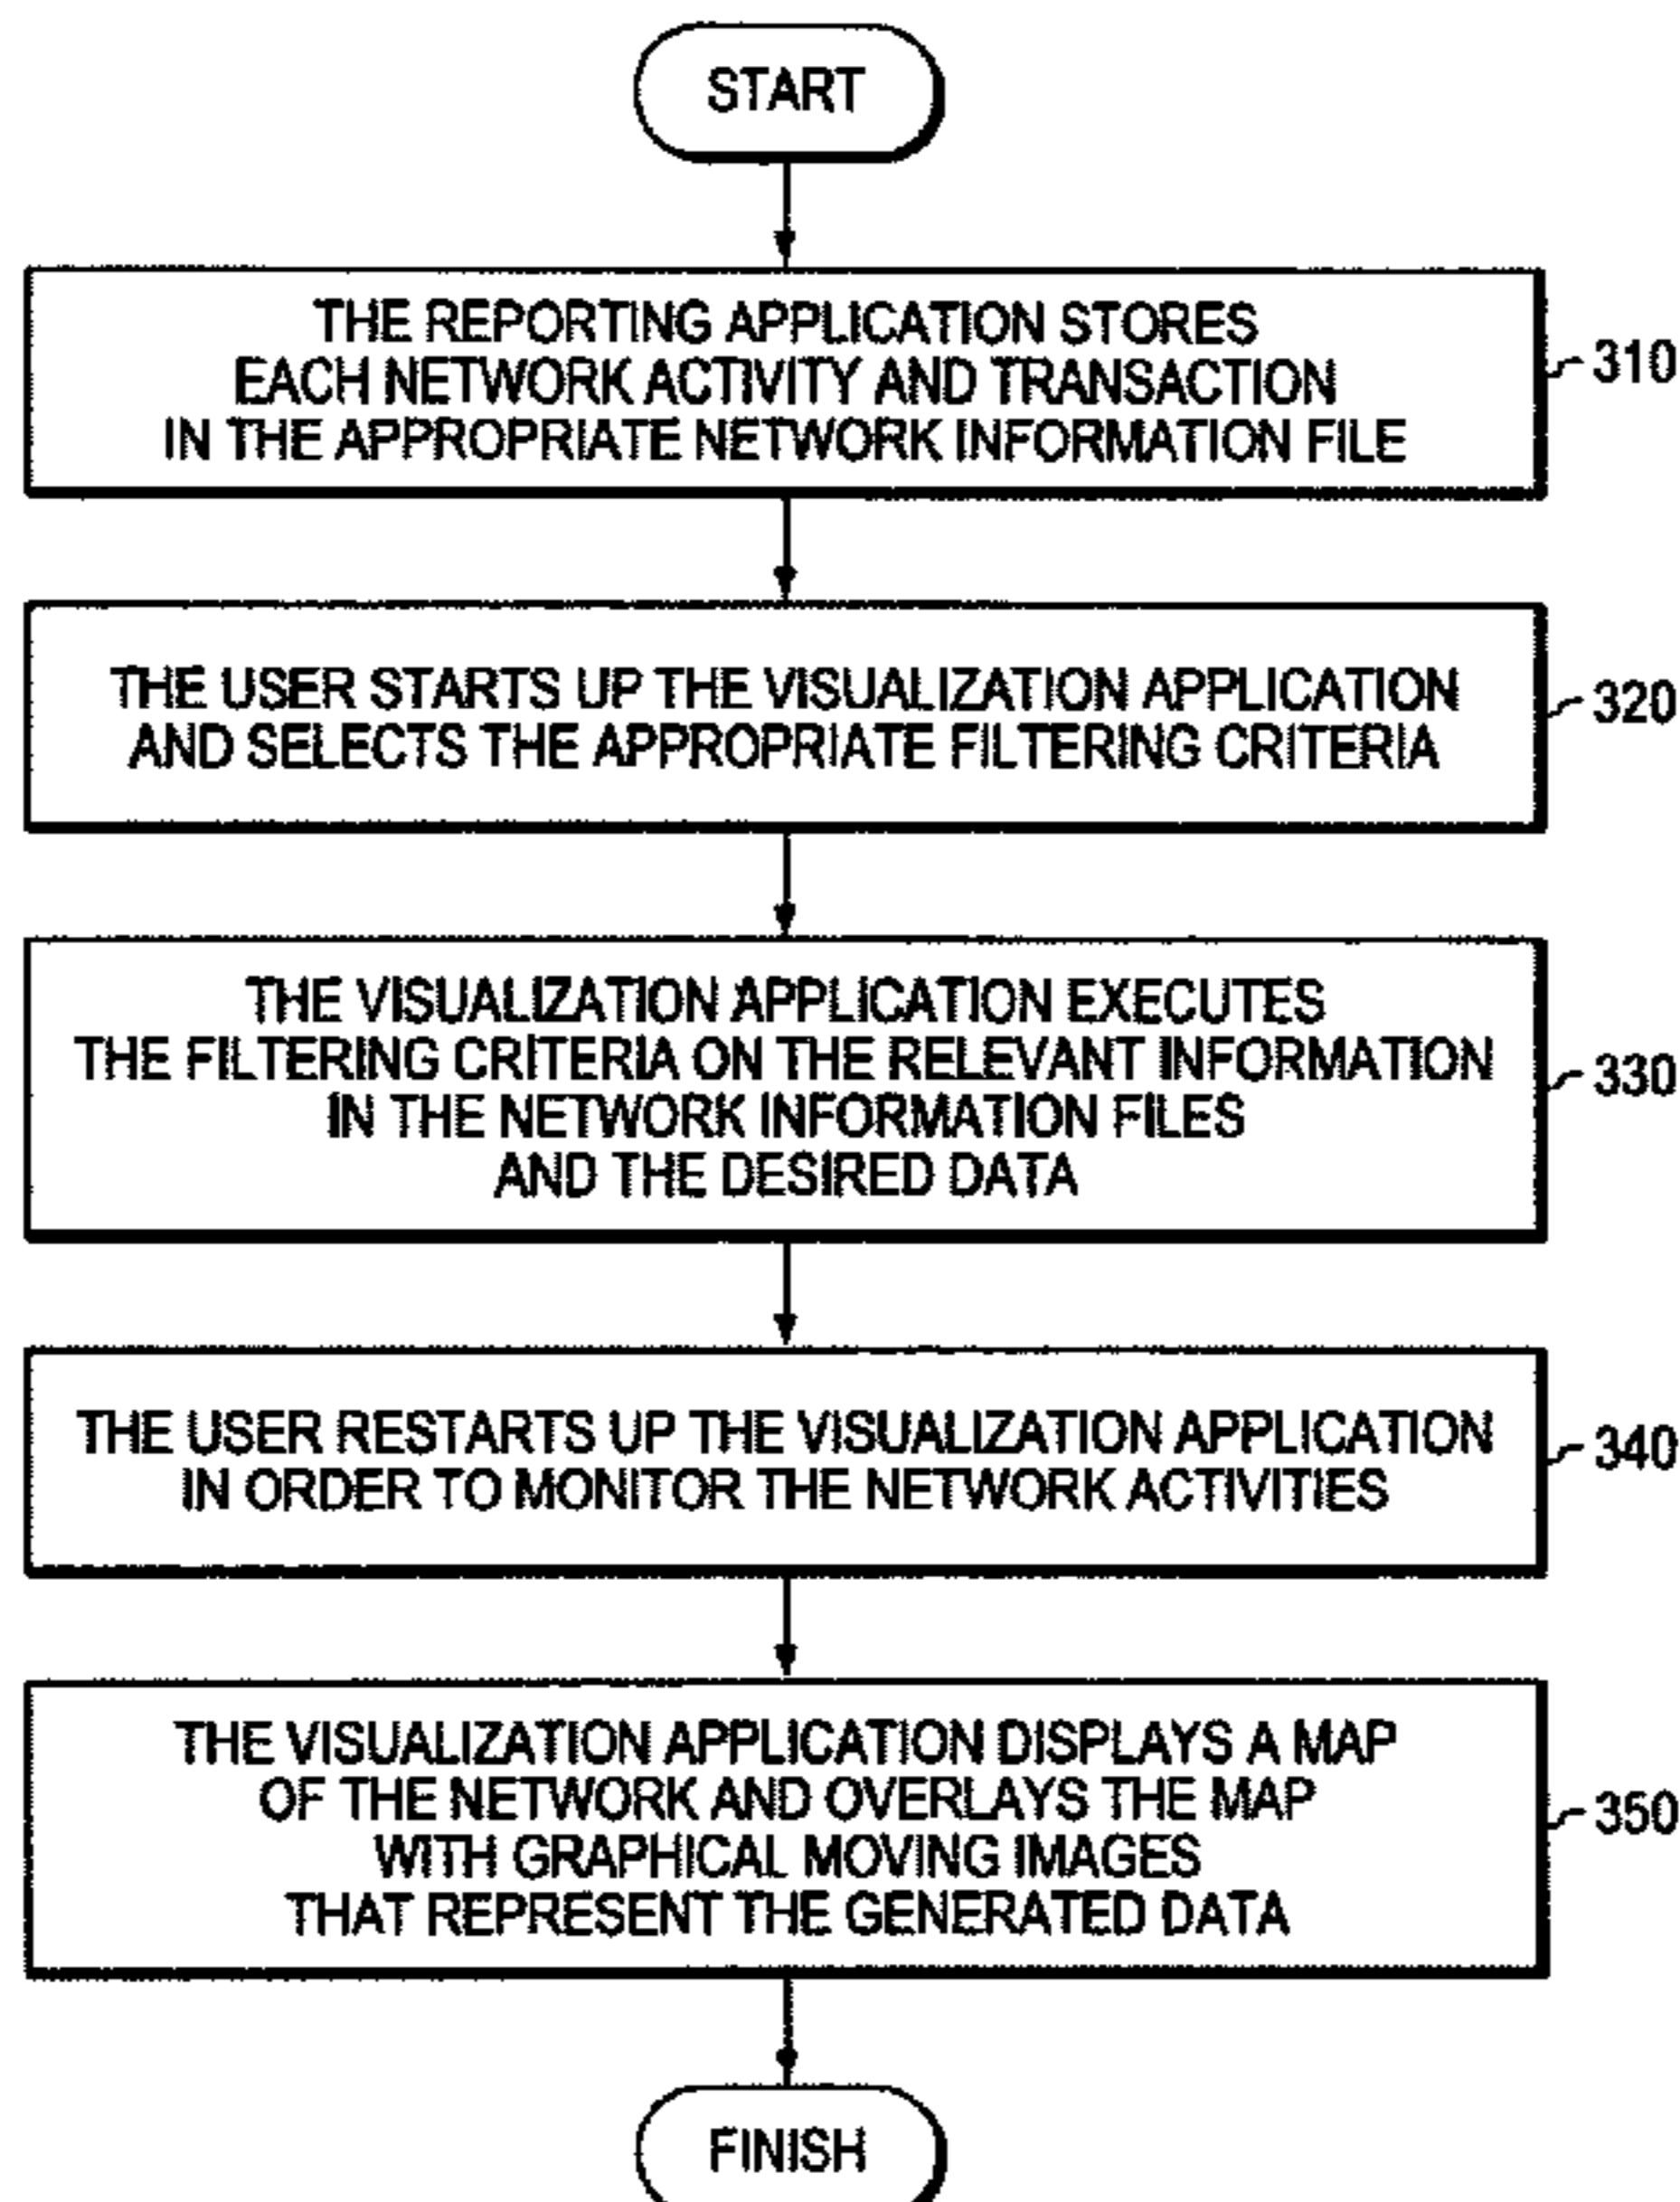 START
THE REPORTING APPLICATION STORES
EACH NETWORK ACTIVITY AND TRANSACTION
IN THE APPROPRIATE NETWORK INFORMATION FILE
310
THE USER STARTS UP THE VISUALIZATION APPLICATION
AND SELECTS THE APPROPRIATE FILTERING CRITERIA
320
THE VISUALIZATION APPLICATION EXECUTES
THE FILTERING CRITERIA ON THE RELEVANT INFORMATION
IN THE NETWORK INFORMATION FILES
AND THE DESIRED DATA
330
THE USER RESTARTS UP THE VISUALIZATION APPLICATION
IN ORDER TO MONITOR THE NETWORK ACTIVITIES
340
THE VISUALIZATION APPLICATION DISPLAYS A MAP
OF THE NETWORK AND OVERLAYS THE MAP
WITH GRAPHICAL MOVING IMAGES
THAT REPRESENT THE GENERATED DATA
350
FINISH